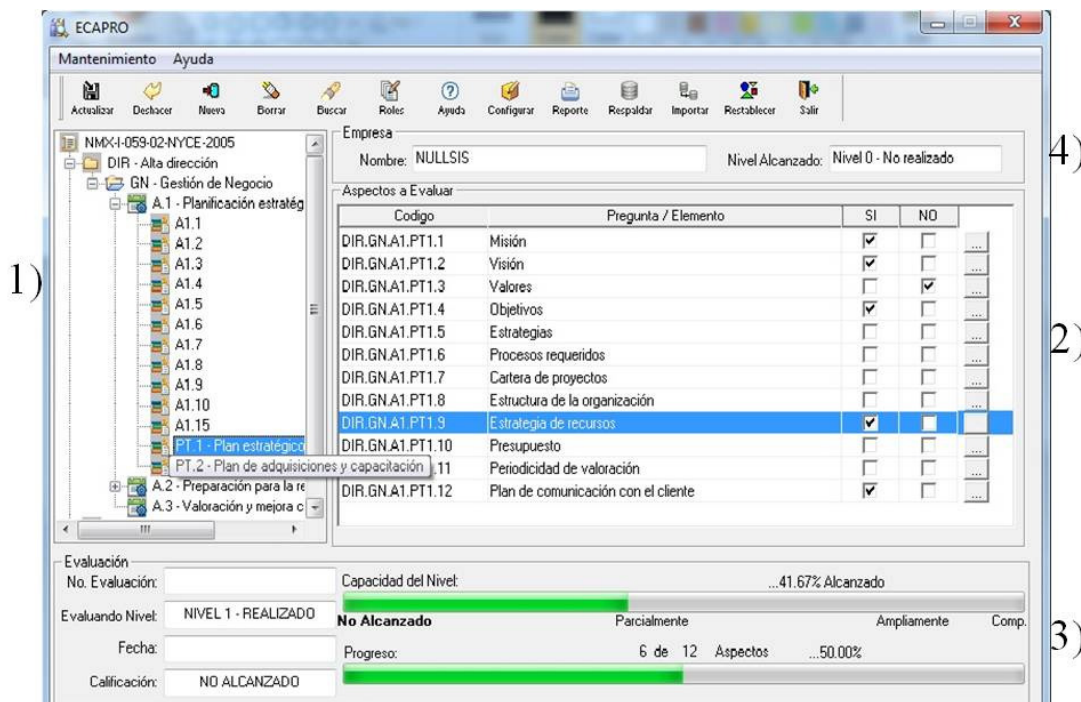 ECAPRO
Mantenimiento Ayuda
Actualizar Deshacer Nueva Borrar Buscar Roles Ayuda Configurar Reporte Respaldar Importar Restablecer Salir
NMX-I-059-02-NYCE-2005
DIR - Alta dirección
GN - Gestión de Negocio
A.1 - Planificación estratég
A1.1
A1.2
A1.3
A1.4
A1.5
A1.6
A1.7
A1.8
A1.9
A1.10
A1.15
PT.1 - Plan estratégico
PT.2 - Plan de adquisiciones y capacitación
A.2 - Preparación para la re
A.3 - Valoración y mejora c
1)
Empresa
Nombre: NULLSIS Nivel Alcanzado: Nivel 0 - No realizado
4)
Aspectos a Evaluar
Codigo Pregunta / Elemento SI NO
DIR.GN.A1.PT1.1 Misión ...
DIR.GN.A1.PT1.2 Visión ...
DIR.GN.A1.PT1.3 Valores ...
DIR.GN.A1.PT1.4 Objetivos ...
DIR.GN.A1.PT1.5 Estrategias ...
DIR.GN.A1.PT1.6 Procesos requeridos ...
DIR.GN.A1.PT1.7 Cartera de proyectos ...
DIR.GN.A1.PT1.8 Estructura de la organización ...
DIR.GN.A1.PT1.9 Estrategia de recursos
DIR.GN.A1.PT1.10 Presupuesto ...
.11 Periodicidad de valoración ...
DIR.GN.A1.PT1.12 Plan de comunicación con el cliente ...
2)
Evaluación
No. Evaluación:
Evaluando Nivel: NIVEL 1 - REALIZADO
Fecha:
Calificación: NO ALCANZADO
Capacidad del Nivel: ...41.67% Alcanzado
No Alcanzado Parcialmente Ampliamente Comp.
Progreso: 6 de 12 Aspectos ...50.00%
3)